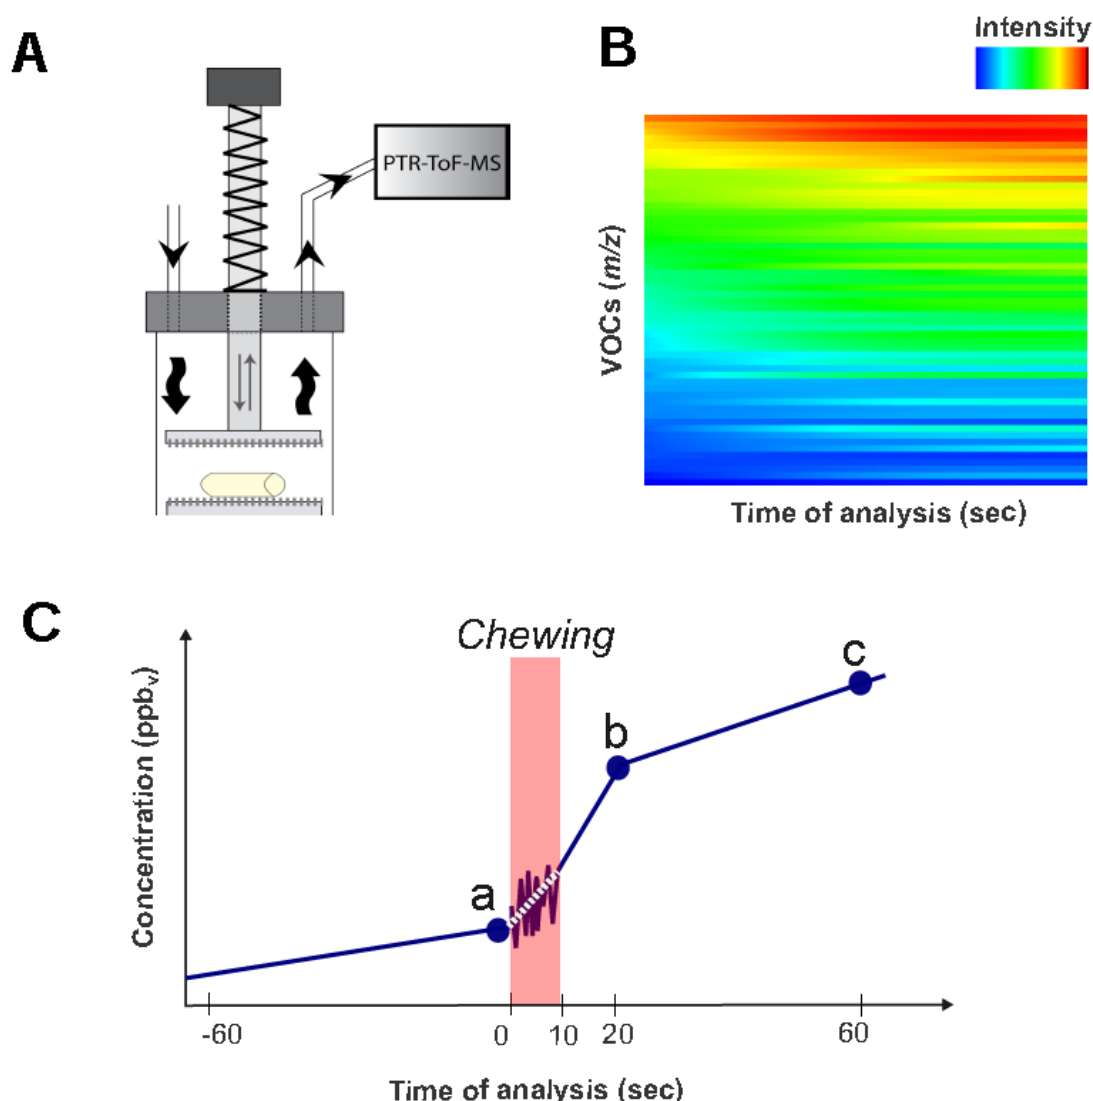 A
PTR-ToF-MS
B
Intensity
VOCs (m/z)
Time of analysis (sec)
C
Chewing
Concentration (ppbv)
a
b
c
-60
0
10
20
60
Time of analysis (sec)